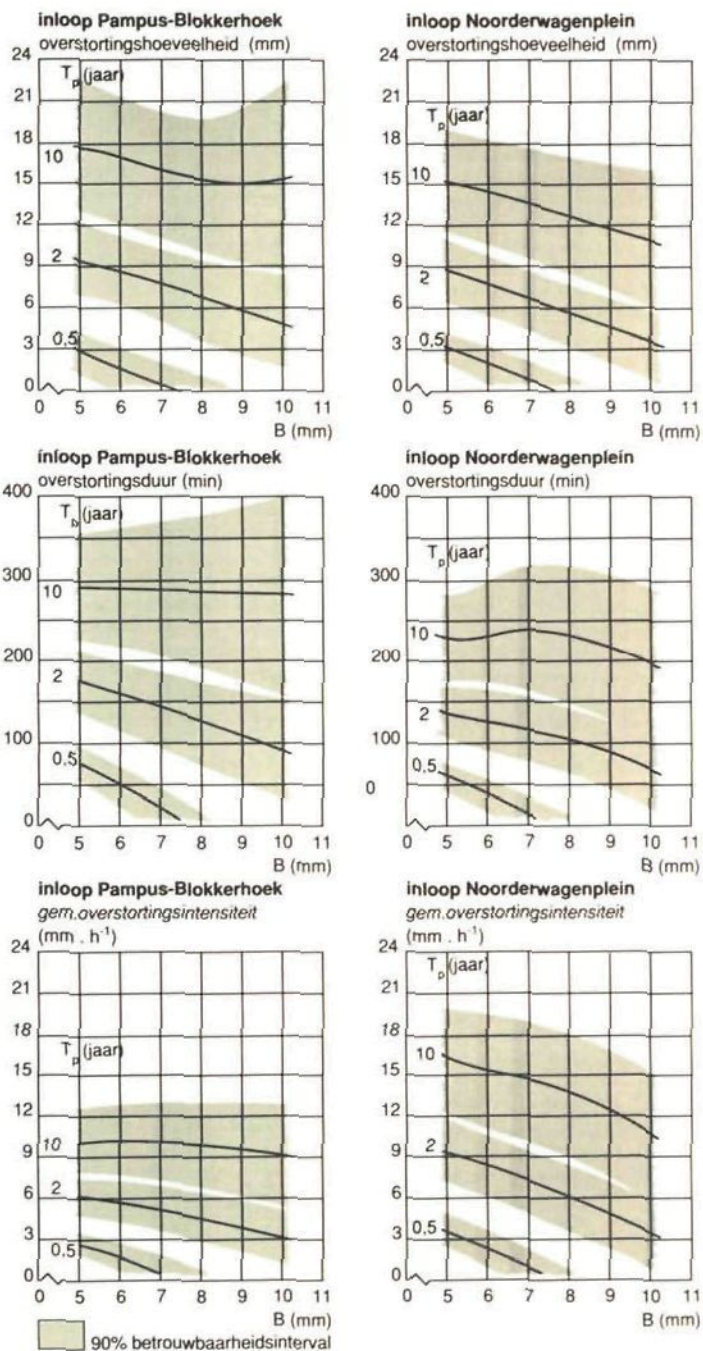 inloop Pampus-Blokkerhoek
overstortingshoeveelheid (mm)
24
21
18
15
12
9
6
3
0
Tp (jaar)
10
2
0,5
0 5 6 7 8 9 10 11
B (mm)
inloop Noorderwagenplein
overstortingshoeveelheid (mm)
24
21
18
15
12
9
6
3
0
Tp (jaar)
10
2
0,5
0 5 6 7 8 9 10 11
B (mm)
inloop Pampus-Blokkerhoek
overstortingsduur (min)
400
300
200
100
0
Tp (jaar)
10
2
0,5
0 5 6 7 8 9 10 11
B (mm)
inloop Noorderwagenplein
overstortingsduur (min)
400
300
200
100
0
Tp (jaar)
10
2
0,5
0 5 6 7 8 9 10 11
B (mm)
inloop Pampus-Blokkerhoek
gem.overstortingsintensiteit
(mm . h⁻¹)
24
21
18
15
12
9
6
3
0
Tp (jaar)
10
2
0,5
0 5 6 7 8 9 10 11
B (mm)
inloop Noorderwagenplein
gem.overstortingsintensiteit
(mm . h⁻¹)
24
21
18
15
12
9
6
3
0
Tp (jaar)
10
2
0,5
0 5 6 7 8 9 10 11
B (mm)
90% betrouwbaarheidsinterval